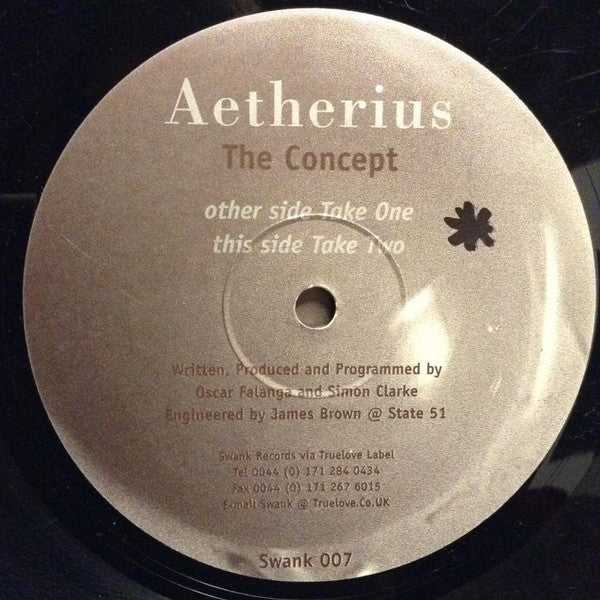 Aetherius
The Concept
other side Take One
this side Take Two
Written, Produced and Programmed by
Oscar Falanga and Simon Clarke
Engineered by James Brown @ State 51
Swank Records via Truelove Label
Tel 0044 (0) 171 284 0434
Fax 0044 (0) 171 267 6015
E-mail Swank @ Truelove.Co.UK
Swank 007